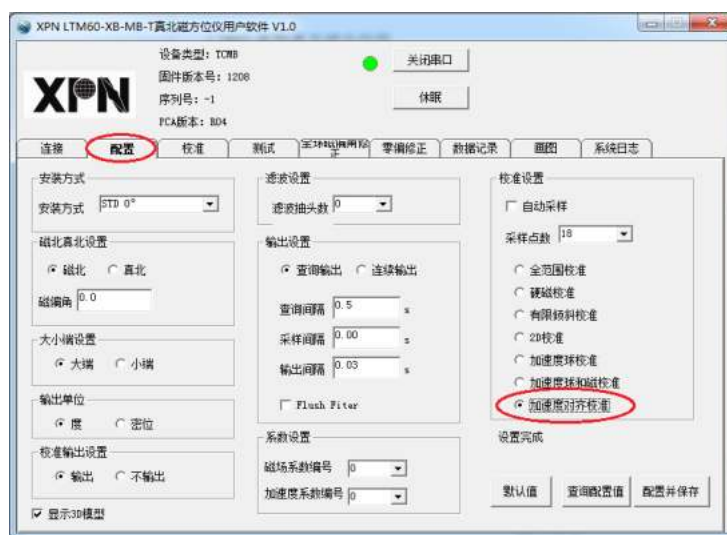 XPN LTM60-XB-MB-T真北磁方位仪用户软件 V1.0
设备类型: TCMB
固件版本号: 1208
序列号: -1
PCA版本: R04
XPN
关闭串口
休眠
连接 配置 校准 测试 全球磁偏角修正 零偏修正 数据记录 画图 系统日志
安装方式
安装方式 STD 0°
磁北真北设置
磁北 真北
磁偏角 0.0
大小端设置
大端 小端
输出单位
度 密位
校准输出设置
输出 不输出
显示3D模型
滤波设置
滤波抽头数 0
输出设置
查询输出 连续输出
查询间隔 0.5 s
采样间隔 0.00 s
输出间隔 0.03 s
Flush Fiter
系数设置
磁场系数编号 0
加速度系数编号 0
校准设置
自动采样
采样点数 18
全范围校准
硬磁校准
有限倾斜校准
2D校准
加速度球校准
加速度球和磁校准
加速度对齐校准
设置完成
默认值 查询配置值 配置并保存